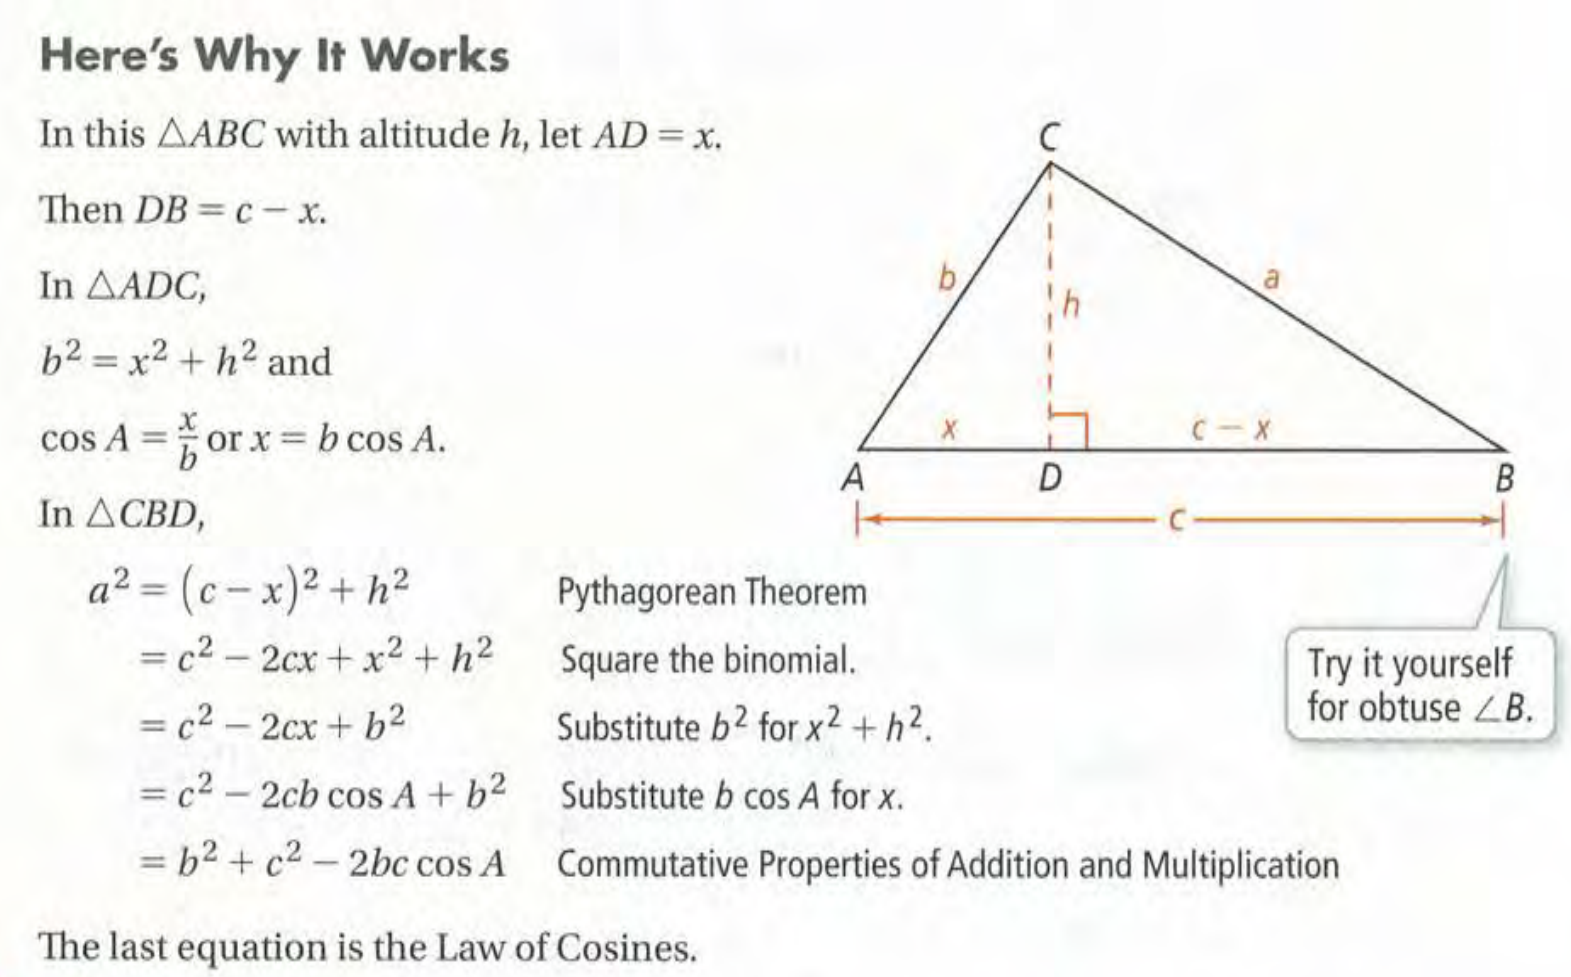 Here's Why It Works
In this △ABC with altitude h, let AD = x.
Then DB = c − x.
In △ADC,
b² = x² + h² and
cos A = x/b or x = b cos A.
In △CBD,
a² = (c − x)² + h² Pythagorean Theorem
= c² − 2cx + x² + h² Square the binomial.
= c² − 2cx + b² Substitute b² for x² + h².
= c² − 2cb cos A + b² Substitute b cos A for x.
= b² + c² − 2bc cos A Commutative Properties of Addition and Multiplication
The last equation is the Law of Cosines.
C
b
a
h
x
c − x
A
D
B
c
Try it yourself
for obtuse ∠B.